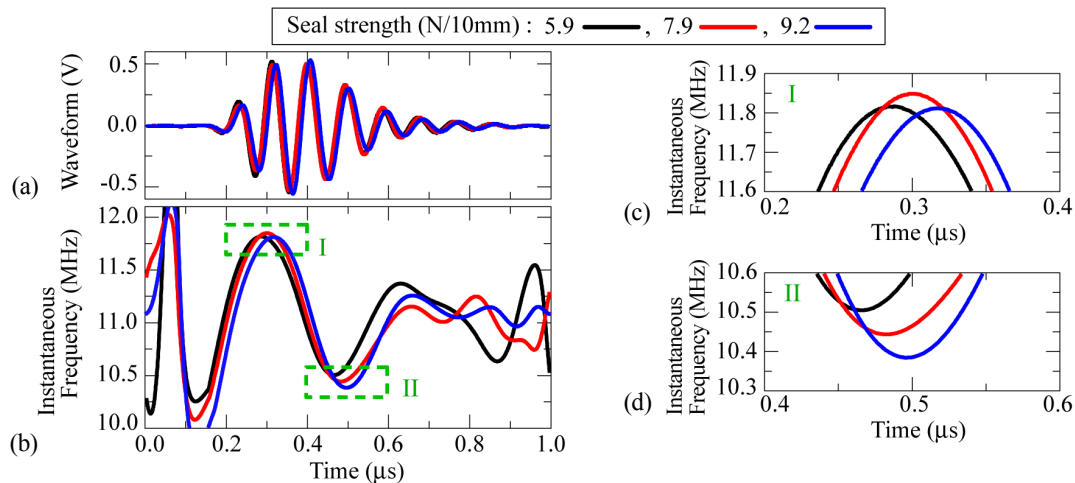 Seal strength (N/10mm) : 5.9 , 7.9 , 9.2
Waveform (V)
0.5
0.0
-0.5
(a)
Instantaneous
Frequency (MHz)
12.0
11.5
11.0
10.5
10.0
I
II
0.0 0.2 0.4 0.6 0.8 1.0
Time (μs)
(b)
Instantaneous
Frequency (MHz)
11.9
11.8
11.7
11.6
I
0.2 0.3 0.4
Time (μs)
(c)
Instantaneous
Frequency (MHz)
10.6
10.5
10.4
10.3
II
0.4 0.5 0.6
Time (μs)
(d)